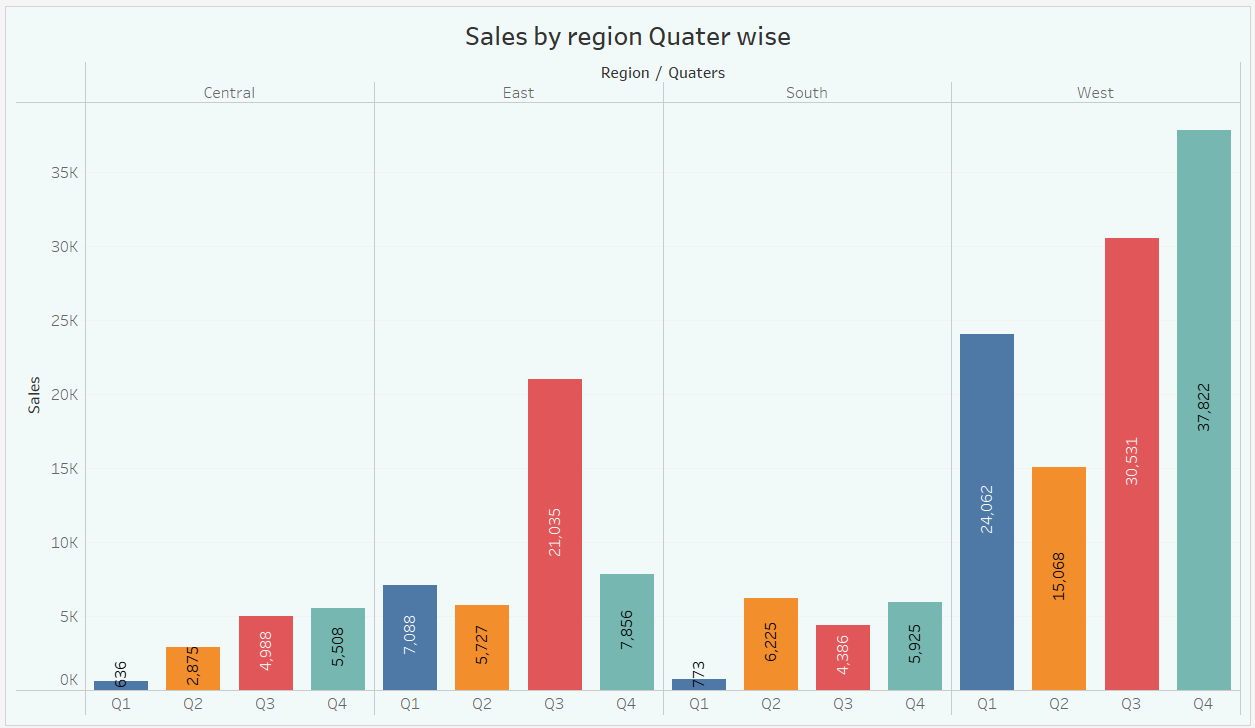 Sales by region Quater wise
Region / Quaters
Central East South West
35K
30K
25K
20K
15K
10K
5K
0K
Sales
636 2,875 4,988 5,508 7,088 5,727 21,035 7,856 773 6,225 4,386 5,925 24,062 15,068 30,531 37,822
Q1 Q2 Q3 Q4 Q1 Q2 Q3 Q4 Q1 Q2 Q3 Q4 Q1 Q2 Q3 Q4